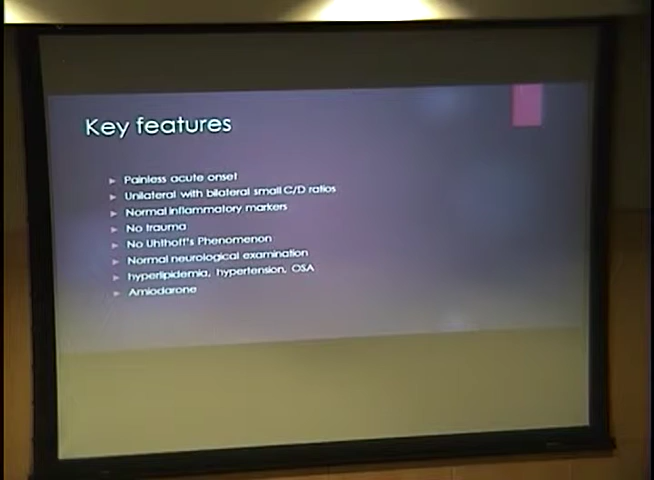 Key features
Painless acute onset
Unilateral with bilateral small C/D ratios
Normal inflammatory markers
No trauma
No Uhthoff's Phenomenon
Normal neurological examination
hyperlipidemia, hypertension, OSA
Amiodarone